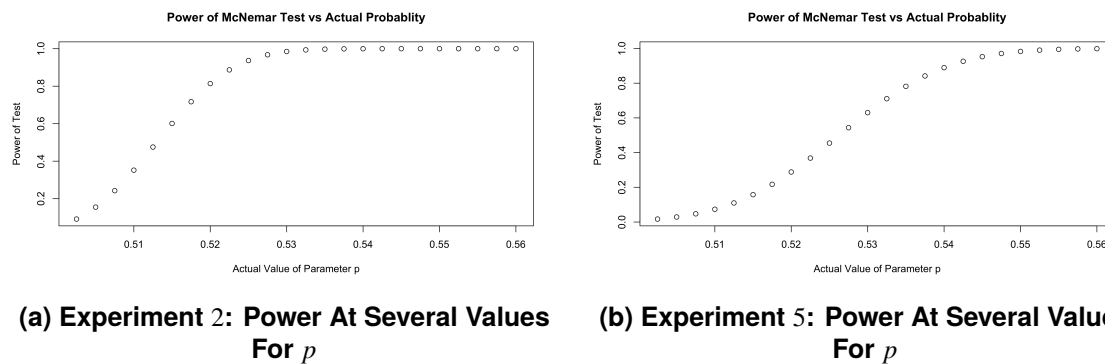 Power of McNemar Test vs Actual Probablity
Power of Test
1.0
0.8
0.6
0.4
0.2
0.51 0.52 0.53 0.54 0.55 0.56
Actual Value of Parameter p
(a) Experiment 2: Power At Several Values
For p
Power of McNemar Test vs Actual Probablity
Power of Test
1.0
0.8
0.6
0.4
0.2
0.0
0.51 0.52 0.53 0.54 0.55 0.56
Actual Value of Parameter p
(b) Experiment 5: Power At Several Value
For p